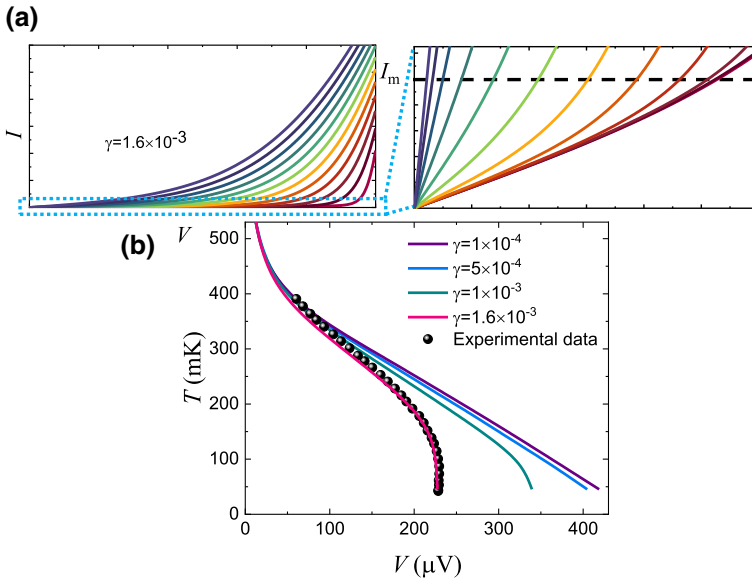 (a)
I
γ=1.6×10⁻³
Iₘ
V
(b)
500
400
300
200
100
0
T (mK)
γ=1×10⁻⁴
γ=5×10⁻⁴
γ=1×10⁻³
γ=1.6×10⁻³
Experimental data
0 100 200 300 400
V (μV)